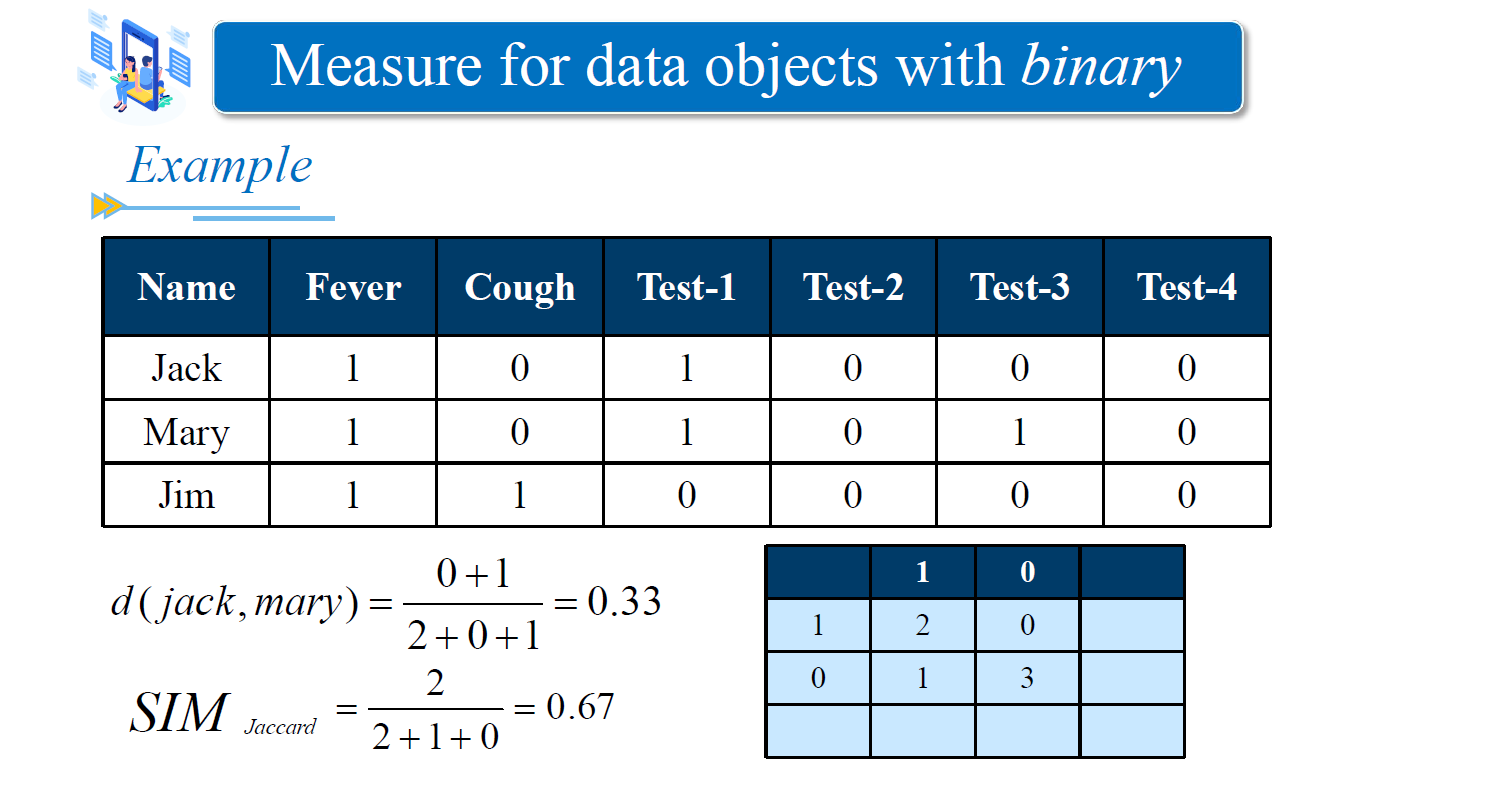 Measure for data objects with binary
Example
Name Fever Cough Test-1 Test-2 Test-3 Test-4
Jack 1 0 1 0 0 0
Mary 1 0 1 0 1 0
Jim 1 1 0 0 0 0
d(jack,mary) = (0+1)/(2+0+1) = 0.33
SIM Jaccard = 2/(2+1+0) = 0.67
1 0
1 2 0
0 1 3